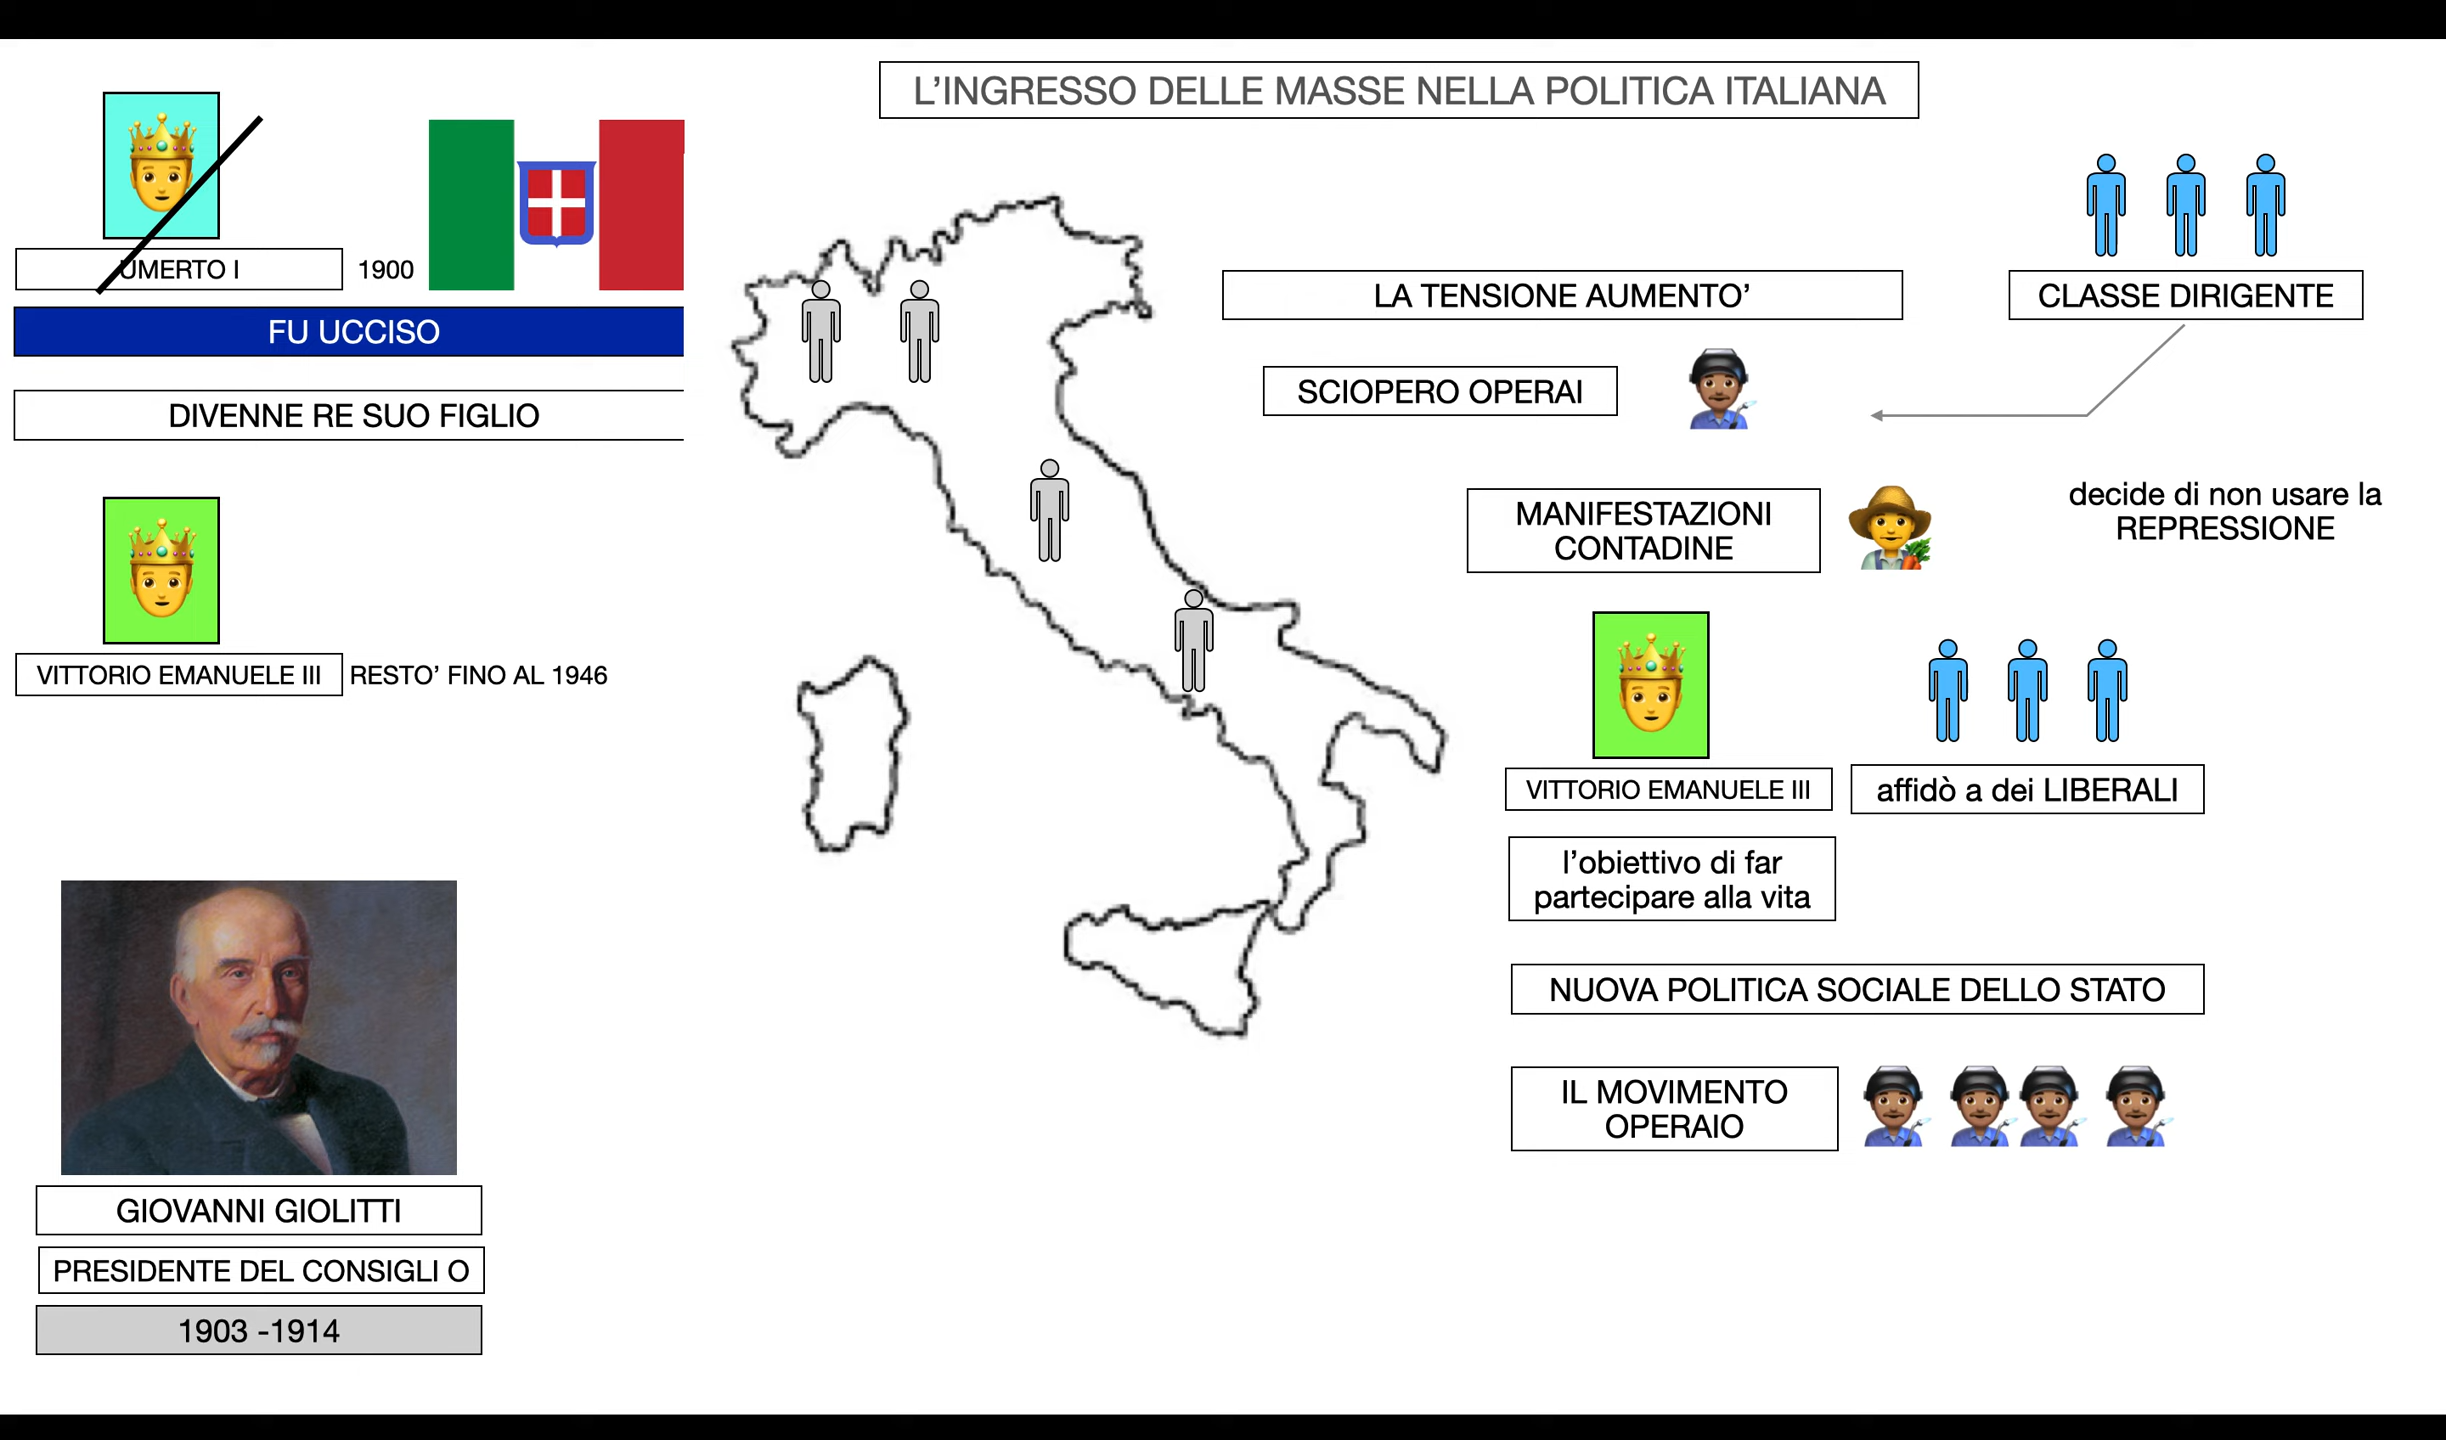 L’INGRESSO DELLE MASSE NELLA POLITICA ITALIANA
UMERTO I
1900
FU UCCISO
DIVENNE RE SUO FIGLIO
VITTORIO EMANUELE III
RESTO’ FINO AL 1946
GIOVANNI GIOLITTI
PRESIDENTE DEL CONSIGLI O
1903 -1914
LA TENSIONE AUMENTO’
CLASSE DIRIGENTE
SCIOPERO OPERAI
MANIFESTAZIONI
CONTADINE
decide di non usare la
REPRESSIONE
VITTORIO EMANUELE III
affidò a dei LIBERALI
l’obiettivo di far
partecipare alla vita
NUOVA POLITICA SOCIALE DELLO STATO
IL MOVIMENTO
OPERAIO